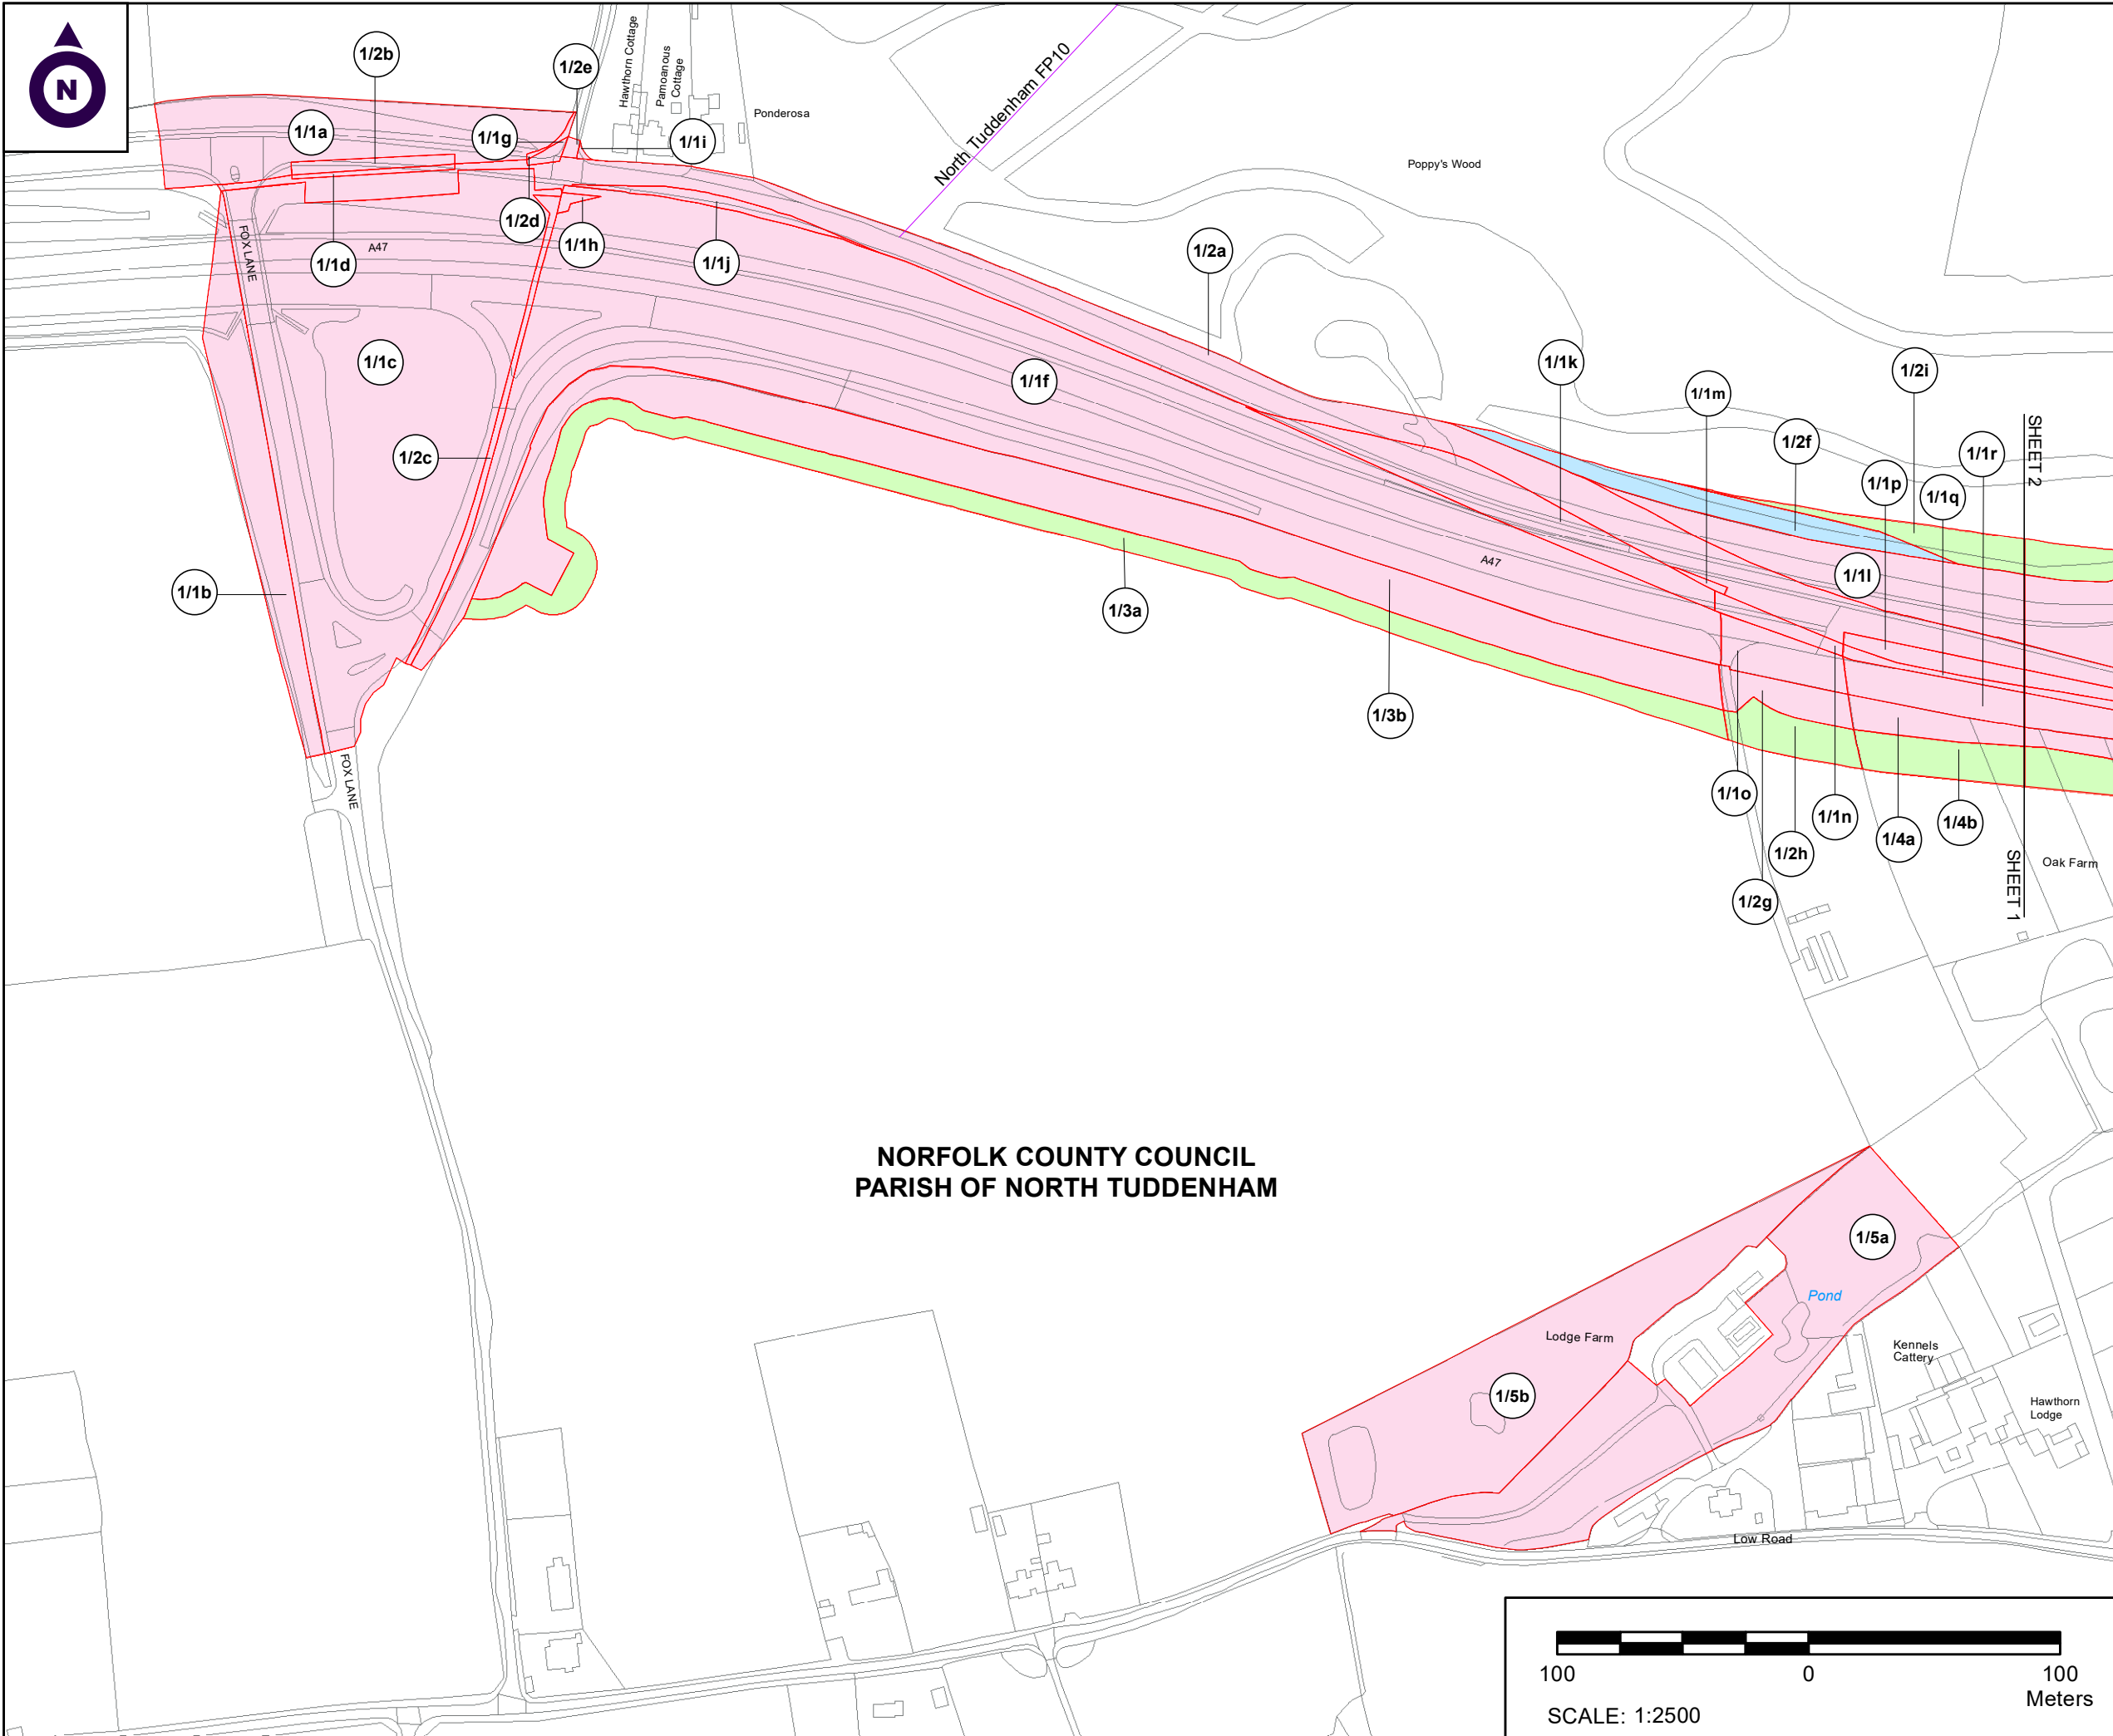 N
1/2b
1/2e
Hawthorn Cottage
Pamoanous
Cottage
Ponderosa
North Tuddenham FP10
Poppy's Wood
1/1a
1/1g
1/1i
1/2d
1/1h
1/1d
A47
1/1j
FOX LANE
1/2a
1/1c
1/1f
1/1k
1/1m
1/2i
1/2f
1/1r
1/1p
1/1q
SHEET 2
1/2c
1/1b
A47
1/1l
1/3a
1/3b
FOX LANE
1/1o
1/1n
1/2h
1/4a
1/4b
1/2g
SHEET 1
Oak Farm
NORFOLK COUNTY COUNCIL
PARISH OF NORTH TUDDENHAM
1/5a
Pond
Lodge Farm
Kennels
Cattery
1/5b
Hawthorn
Lodge
Low Road
100 0 100
Meters
SCALE: 1:2500